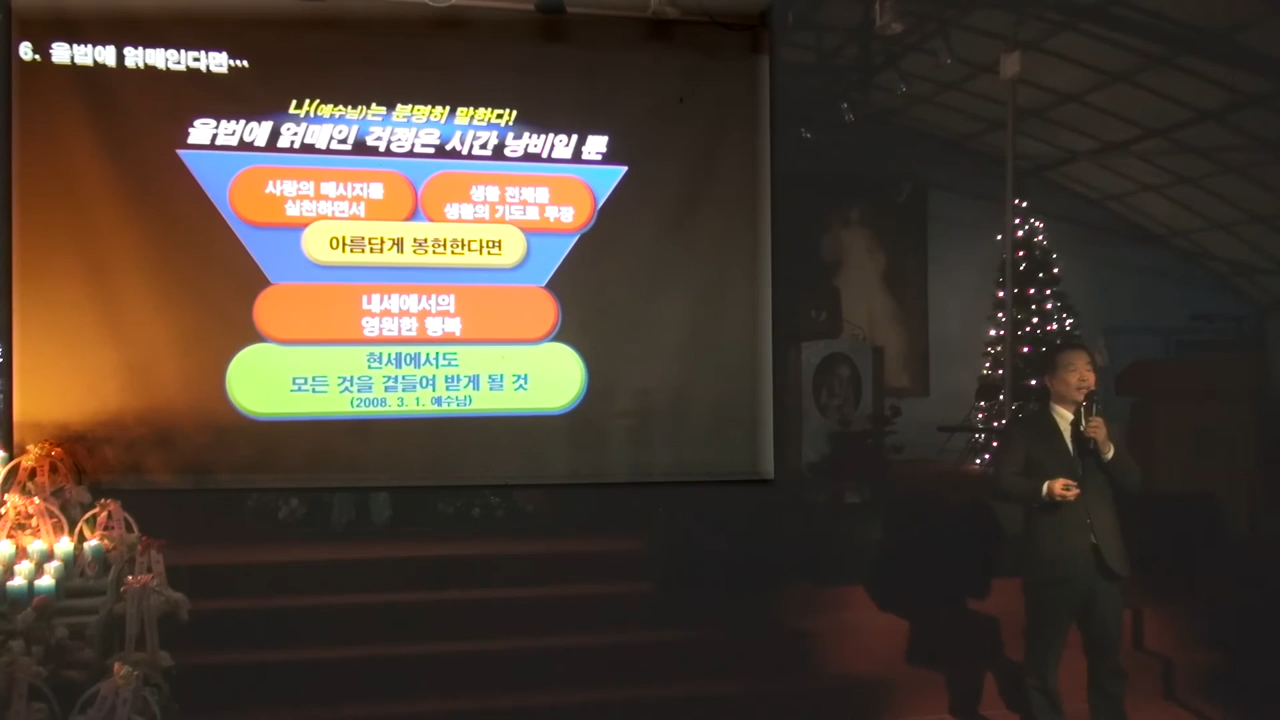 6. 율법에 얽매인다면…
나(예수님)는 분명히 말한다!
율법에 얽매인 걱정은 시간 낭비일 뿐
사랑의 메시지를
실천하면서
생활 전체를
생활의 기도로 무장
아름답게 봉헌한다면
내세에서의
영원한 행복
현세에서도
모든 것을 곁들여 받게 될 것
(2008. 3. 1. 예수님)